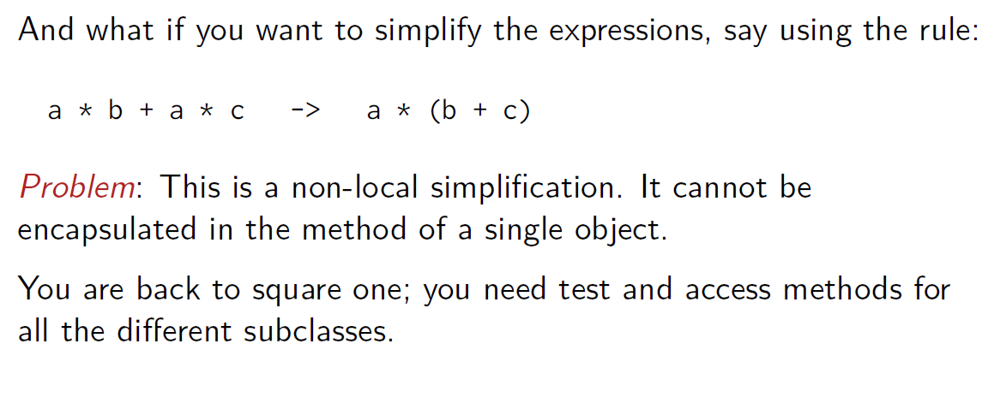 And what if you want to simplify the expressions, say using the rule:
a * b + a * c -> a * (b + c)
Problem: This is a non-local simplification. It cannot be
encapsulated in the method of a single object.
You are back to square one; you need test and access methods for
all the different subclasses.